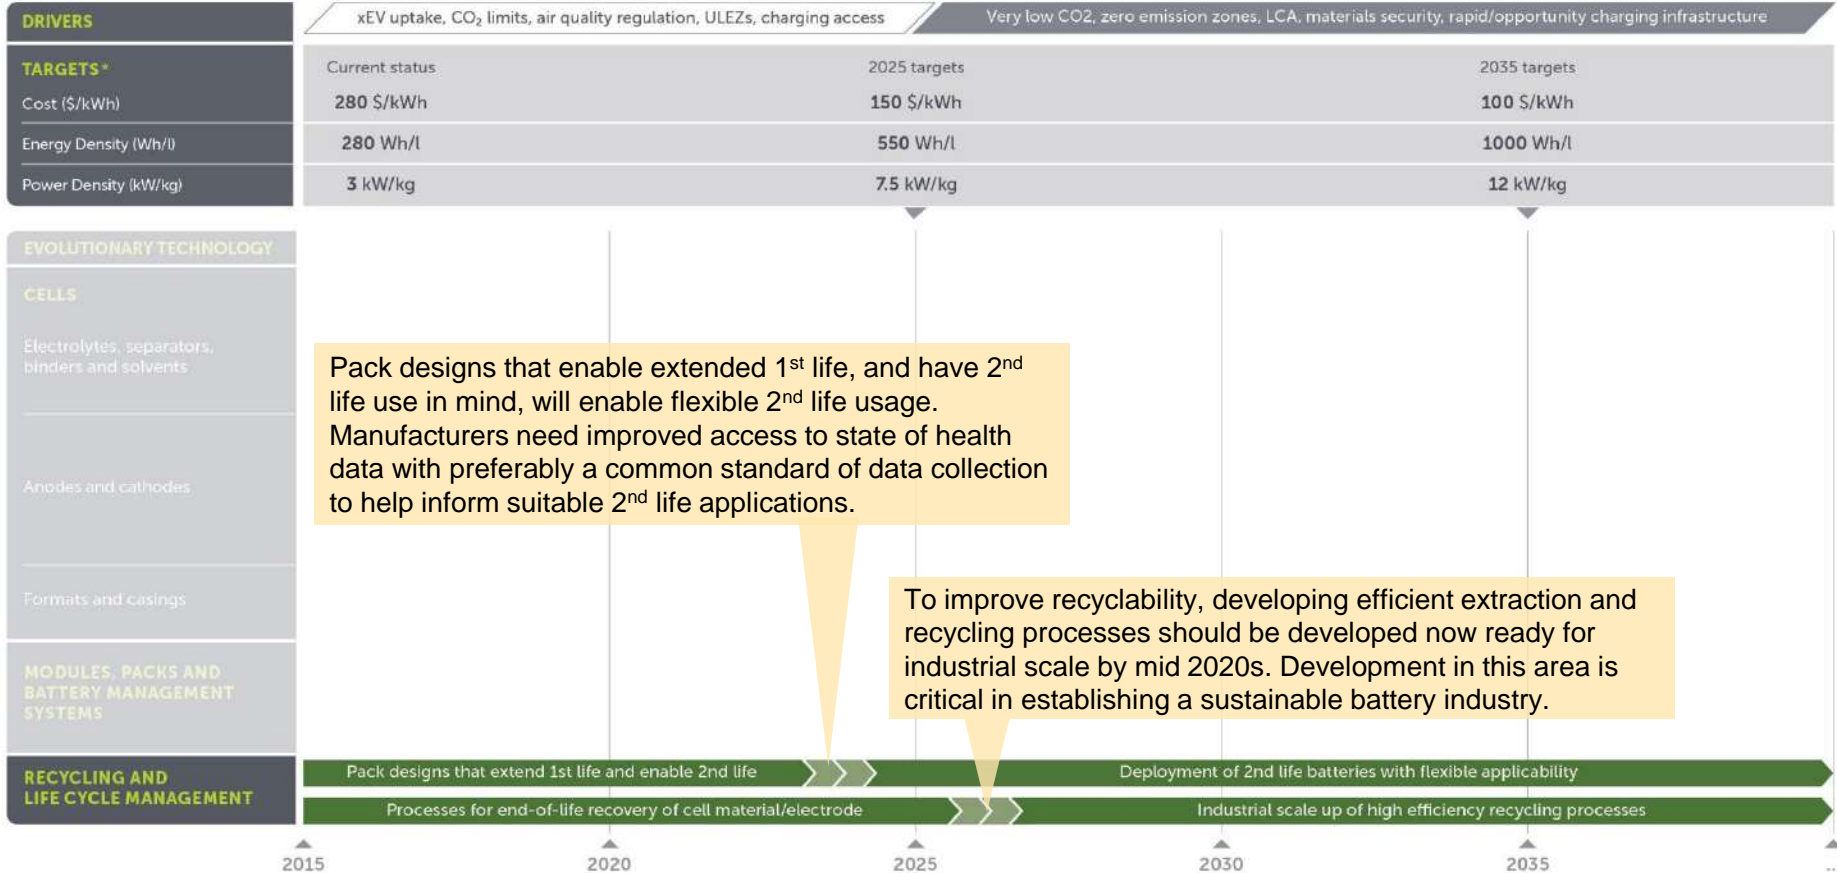 DRIVERS
xEV uptake, CO₂ limits, air quality regulation, ULEZs, charging access
Very low CO2, zero emission zones, LCA, materials security, rapid/opportunity charging infrastructure
TARGETS*
Current status
2025 targets
2035 targets
Cost ($/kWh)
280 $/kWh
150 $/kWh
100 $/kWh
Energy Density (Wh/l)
280 Wh/l
550 Wh/l
1000 Wh/l
Power Density (kW/kg)
3 kW/kg
7.5 kW/kg
12 kW/kg
EVOLUTIONARY TECHNOLOGY
CELLS
Electrolytes, separators,
binders and solvents
Anodes and cathodes
Formats and casings
MODULES, PACKS AND
BATTERY MANAGEMENT
SYSTEMS
Pack designs that enable extended 1st life, and have 2nd
life use in mind, will enable flexible 2nd life usage.
Manufacturers need improved access to state of health
data with preferably a common standard of data collection
to help inform suitable 2nd life applications.
To improve recyclability, developing efficient extraction and
recycling processes should be developed now ready for
industrial scale by mid 2020s. Development in this area is
critical in establishing a sustainable battery industry.
RECYCLING AND
LIFE CYCLE MANAGEMENT
Pack designs that extend 1st life and enable 2nd life
Deployment of 2nd life batteries with flexible applicability
Processes for end-of-life recovery of cell material/electrode
Industrial scale up of high efficiency recycling processes
2015
2020
2025
2030
2035
..